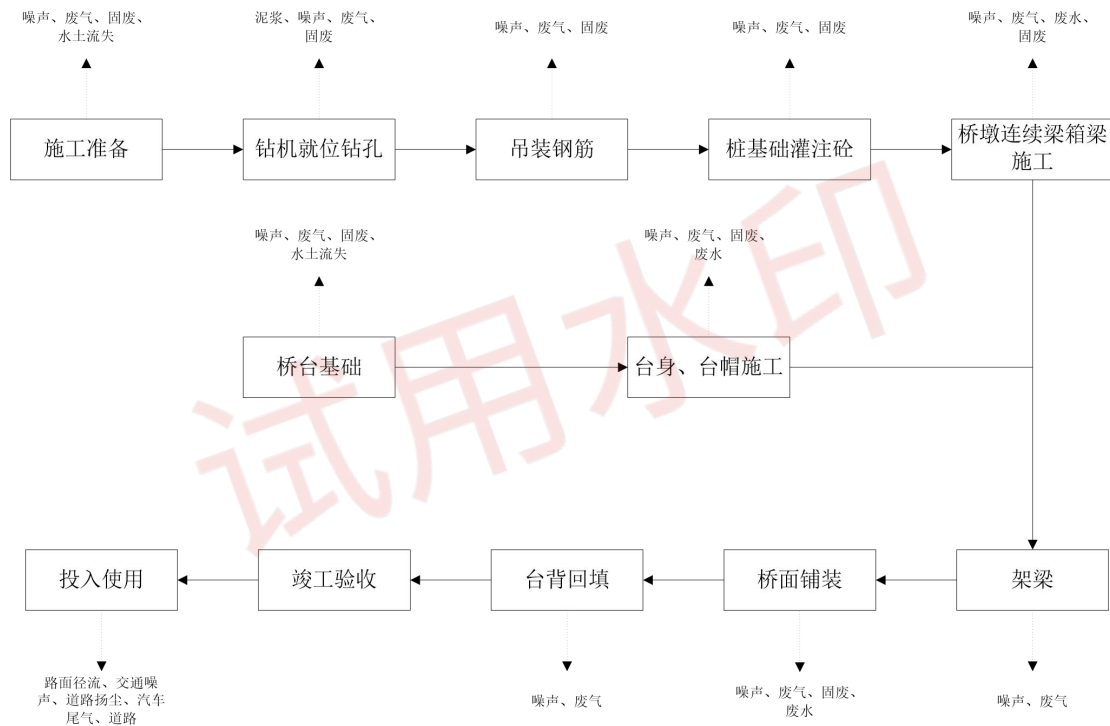 噪声、废气、固废、
水土流失
泥浆、噪声、废气、
固废
噪声、废气、固废
噪声、废气、固废
噪声、废气、废水、
固废
施工准备
钻机就位钻孔
吊装钢筋
桩基础灌注砼
桥墩连续梁箱梁
施工
噪声、废气、固废、
水土流失
噪声、废气、固废、
废水
桥台基础
台身、台帽施工
试用水印
投入使用
竣工验收
台背回填
桥面铺装
架梁
路面径流、交通噪
声、道路扬尘、汽车
尾气、道路
噪声、废气
噪声、废气、固废、
废水
噪声、废气